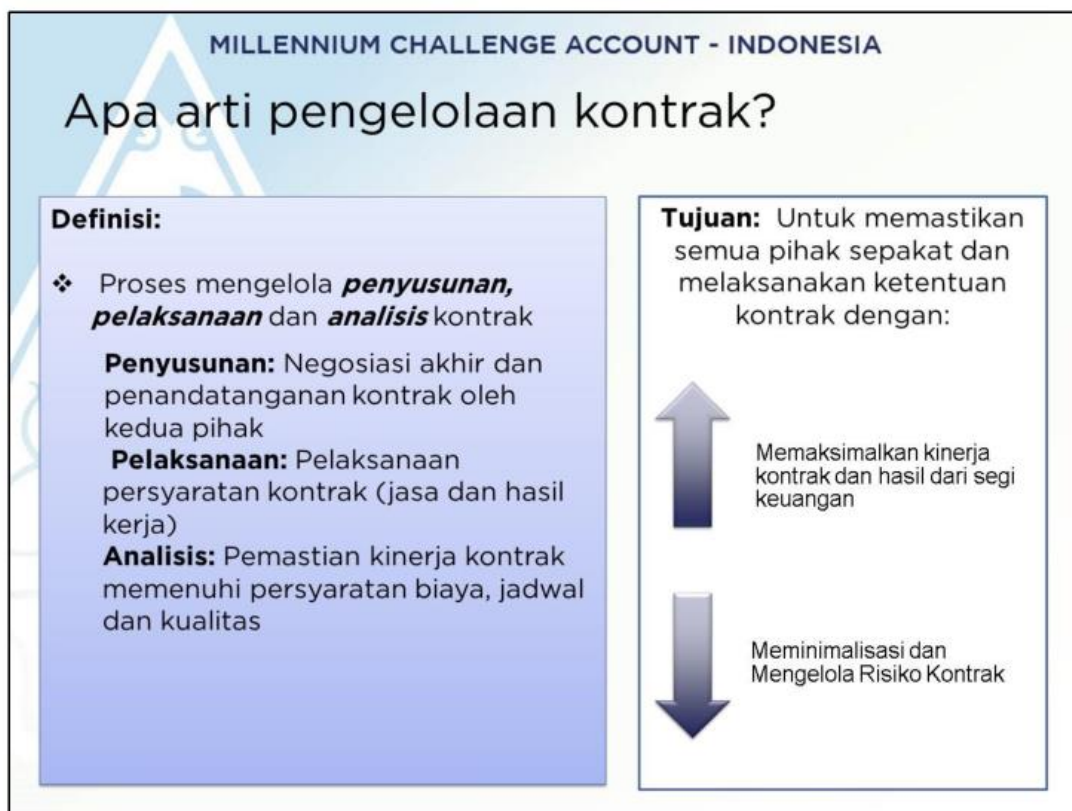 MILLENNIUM CHALLENGE ACCOUNT - INDONESIA
Apa arti pengelolaan kontrak?
Definisi:
❖ Proses mengelola penyusunan,
pelaksanaan dan analisis kontrak
Penyusunan: Negosiasi akhir dan
penandatanganan kontrak oleh
kedua pihak
Pelaksanaan: Pelaksanaan
persyaratan kontrak (jasa dan hasil
kerja)
Analisis: Pemastian kinerja kontrak
memenuhi persyaratan biaya, jadwal
dan kualitas
Tujuan: Untuk memastikan
semua pihak sepakat dan
melaksanakan ketentuan
kontrak dengan:
Memaksimalkan kinerja
kontrak dan hasil dari segi
keuangan
Meminimalisasi dan
Mengelola Risiko Kontrak